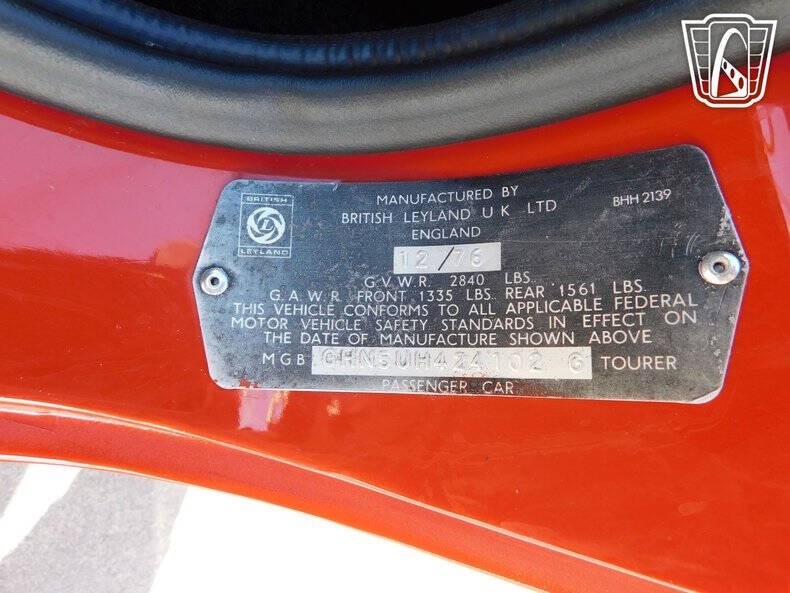 BRITISH
LEYLAND
MANUFACTURED BY
BRITISH LEYLAND U K LTD
ENGLAND
BHH 2139
12/76
G.V.W.R. 2840 LBS.
G.A.W.R. FRONT 1335 LBS. REAR 1561 LBS.
THIS VEHICLE CONFORMS TO ALL APPLICABLE FEDERAL
MOTOR VEHICLE SAFETY STANDARDS IN EFFECT ON
THE DATE OF MANUFACTURE SHOWN ABOVE
MGB GHN5UH424102 G TOURER
PASSENGER CAR